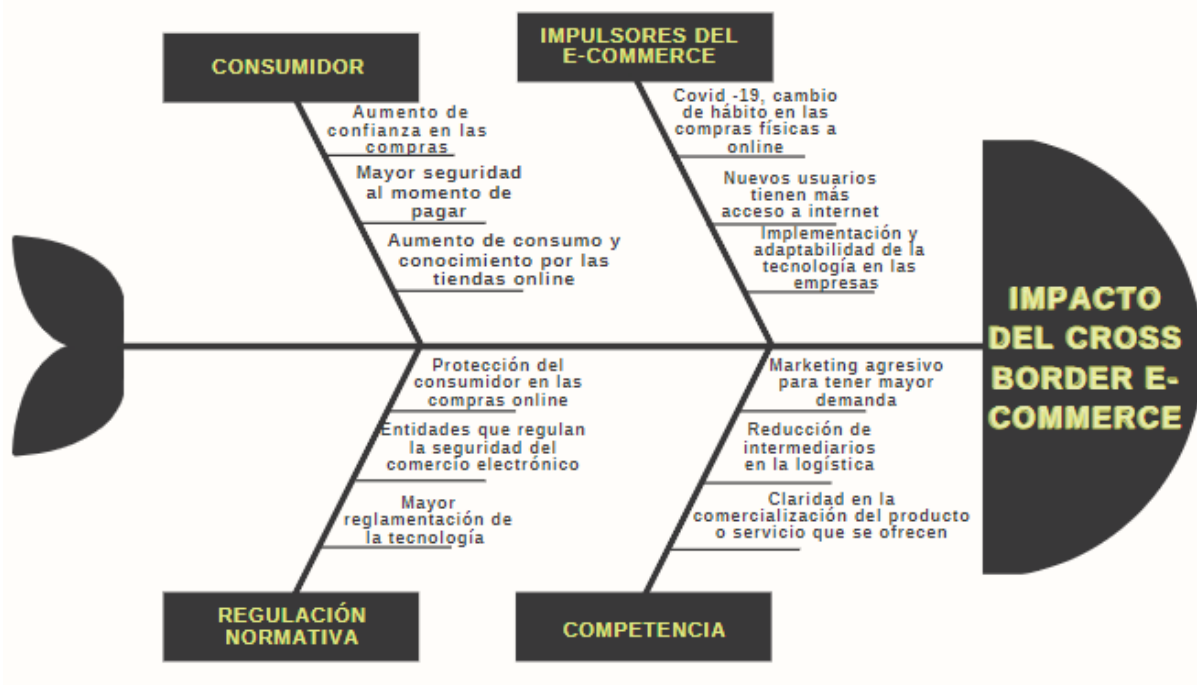 CONSUMIDOR
Aumento de
confianza en las
compras
Mayor seguridad
al momento de
pagar
Aumento de consumo y
conocimiento por las
tiendas online
IMPULSORES DEL
E-COMMERCE
Covid -19, cambio
de hábito en las
compras físicas a
online
Nuevos usuarios
tienen más
acceso a internet
Implementación y
adaptabilidad de la
tecnología en las
empresas
IMPACTO
DEL CROSS
BORDER E-
COMMERCE
Protección del
consumidor en las
compras online
Entidades que regulan
la seguridad del
comercio electrónico
Mayor
reglamentación de
la tecnología
REGULACIÓN
NORMATIVA
Marketing agresivo
para tener mayor
demanda
Reducción de
intermediarios
en la logística
Claridad en la
comercialización del producto
o servicio que se ofrecen
COMPETENCIA